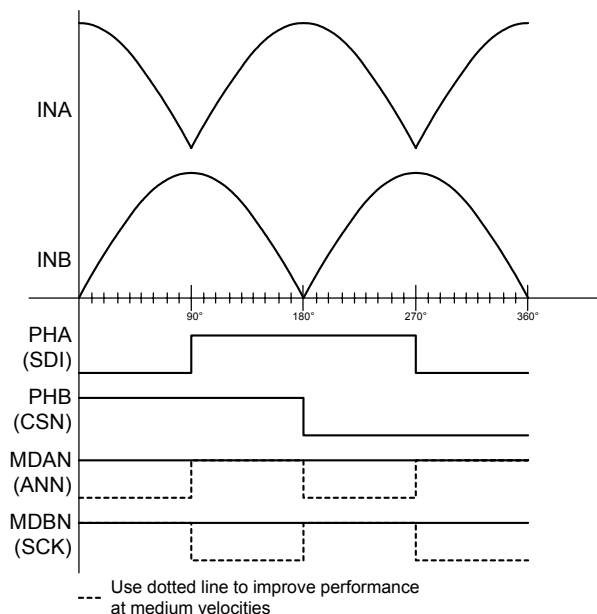 INA
INB
90°
180°
270°
360°
PHA
(SDI)
PHB
(CSN)
MDAN
(ANN)
MDBN
(SCK)
Use dotted line to improve performance
at medium velocities